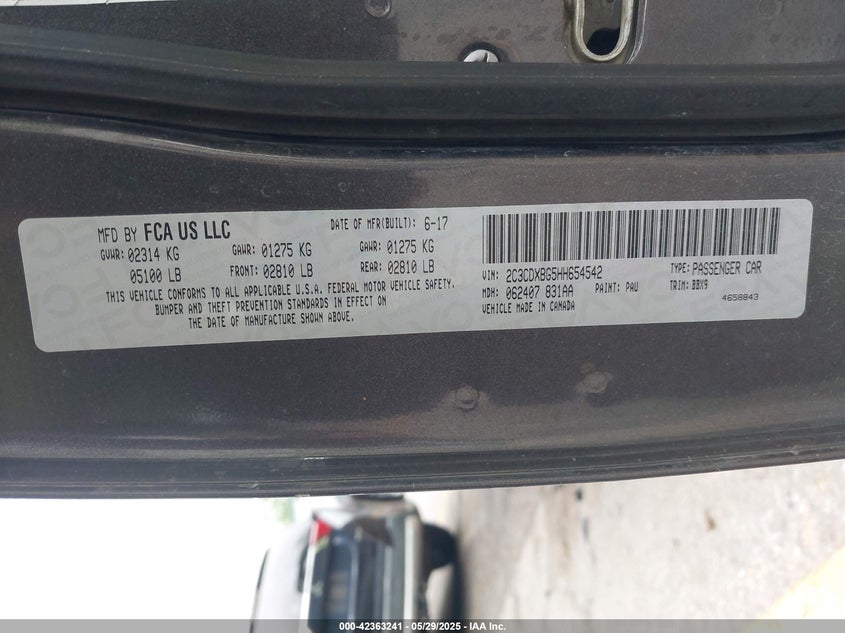 MFD BY FCA US LLC DATE OF MFR(BUILT): 6-17
GVWR: 02314 KG GAWR: 01275 KG GAWR: 01275 KG
05100 LB FRONT: 02810 LB REAR: 02810 LB
THIS VEHICLE CONFORMS TO ALL APPLICABLE U.S.A. FEDERAL MOTOR VEHICLE SAFETY,
BUMPER AND THEFT PREVENTION STANDARDS IN EFFECT ON
THE DATE OF MANUFACTURE SHOWN ABOVE.
VIN: 2C3CDXBG5HH654542 TYPE: PASSENGER CAR
MDH: 062407 831AA PAINT: PAU TRIM: BBX9
VEHICLE MADE IN CANADA 4658843
000-42363241 - 05/29/2025 - IAA Inc.